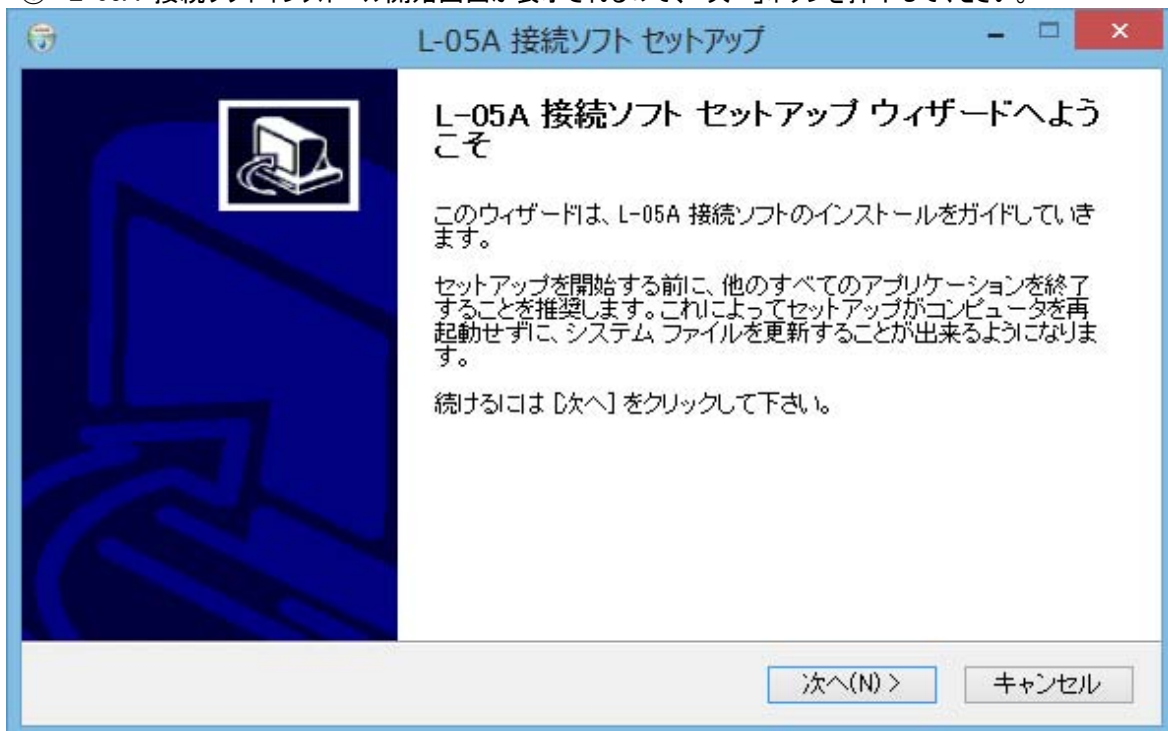 L-05A 接続ソフト セットアップ
L-05A 接続ソフト セットアップ ウィザードへよう
こそ
このウィザードは、L-05A 接続ソフトのインストールをガイドしていき
ます。
セットアップを開始する前に、他のすべてのアプリケーションを終了
することを推奨します。これによってセットアップがコンピュータを再
起動せずに、システム ファイルを更新することが出来るようになりま
す。
続けるには [次へ] をクリックして下さい。
次へ(N) >
キャンセル